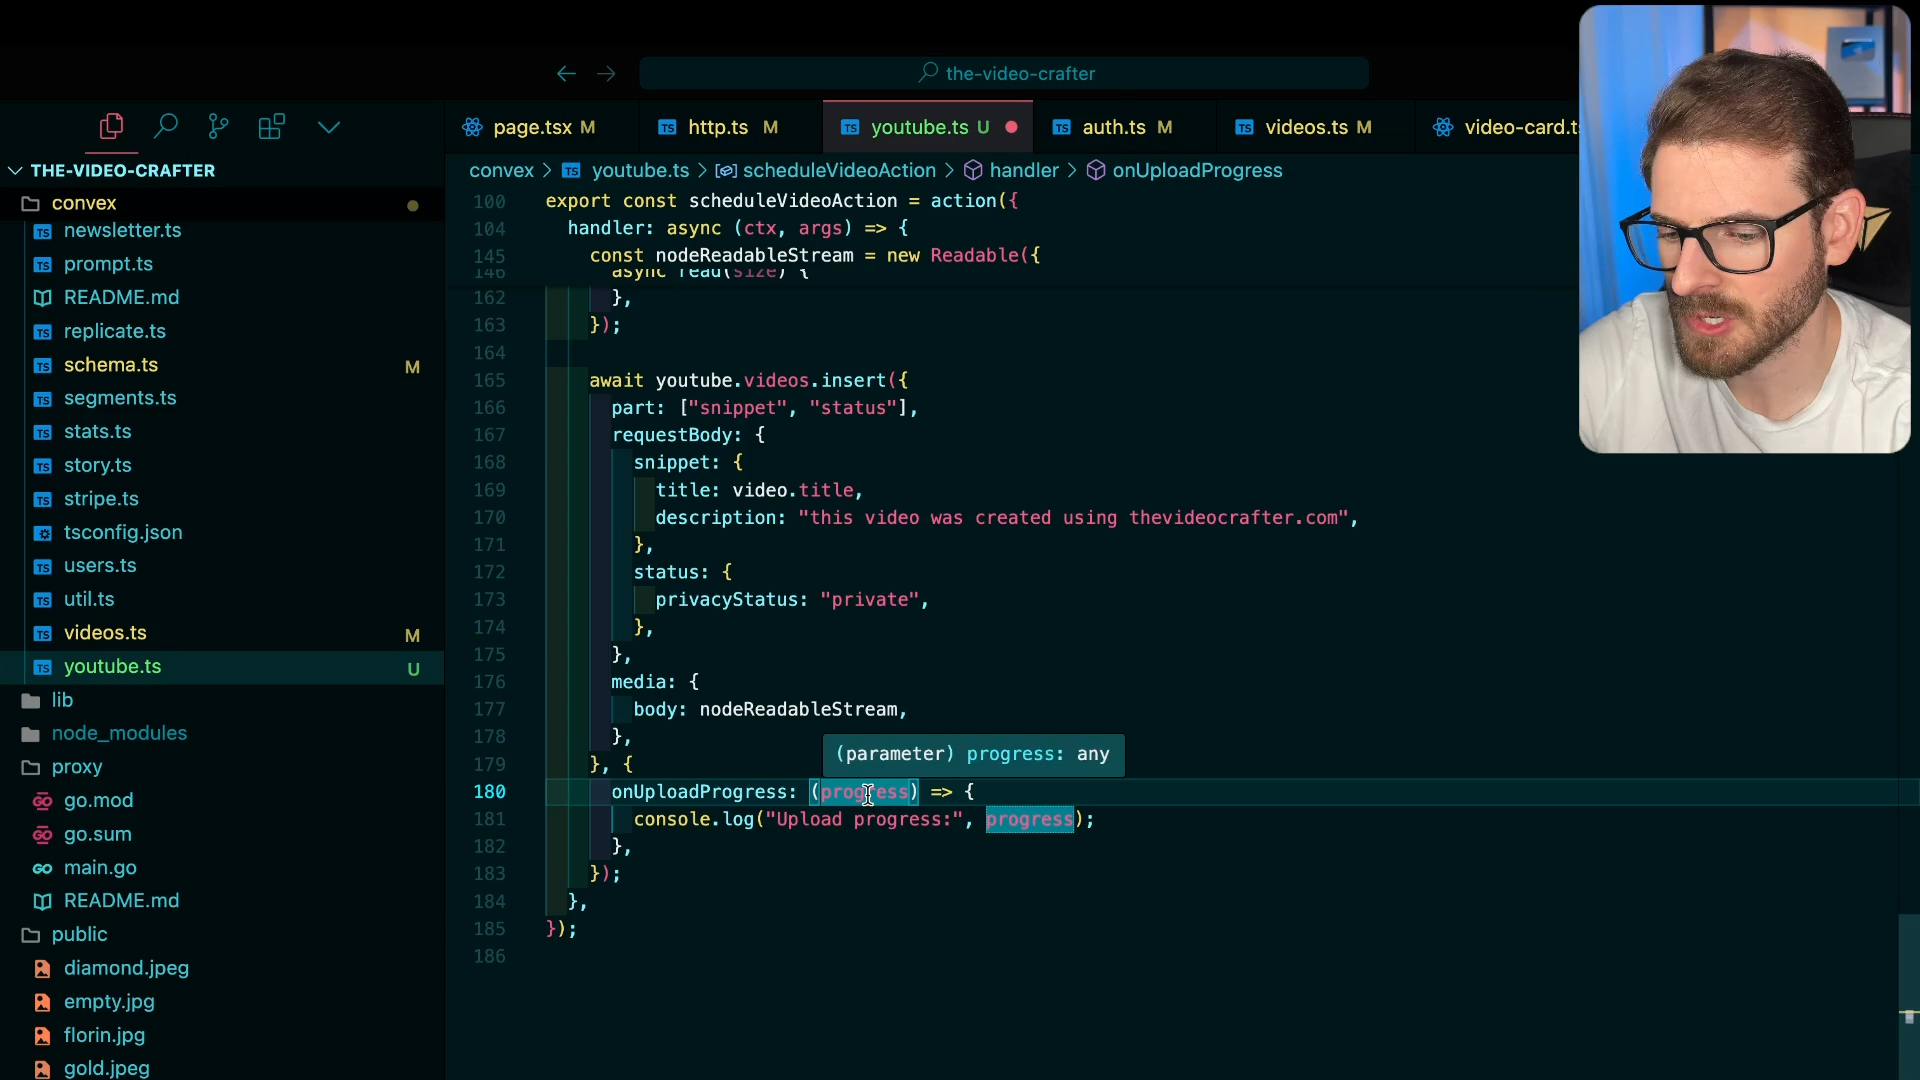 the-video-crafter
page.tsx M
http.ts M
youtube.ts U
auth.ts M
videos.ts M
video-card.ts
THE-VIDEO-CRAFTER
convex
newsletter.ts
prompt.ts
README.md
replicate.ts
schema.ts M
segments.ts
stats.ts
story.ts
stripe.ts
tsconfig.json
users.ts
util.ts
videos.ts M
youtube.ts U
lib
node_modules
proxy
go.mod
go.sum
main.go
README.md
public
diamond.jpeg
empty.jpg
florin.jpg
gold.jpeg
convex > TS youtube.ts > scheduleVideoAction > handler > onUploadProgress
100 export const scheduleVideoAction = action({
104 handler: async (ctx, args) => {
145 const nodeReadableStream = new Readable({
146 async read(size) {
162 },
163 });
164
165 await youtube.videos.insert({
166 part: ["snippet", "status"],
167 requestBody: {
168 snippet: {
169 title: video.title,
170 description: "this video was created using thevideocrafter.com",
171 },
172 status: {
173 privacyStatus: "private",
174 },
175 },
176 media: {
177 body: nodeReadableStream,
178 },
(parameter) progress: any
179 }, {
180 onUploadProgress: (progress) => {
181 console.log("Upload progress:", progress);
182 },
183 });
184 },
185 });
186